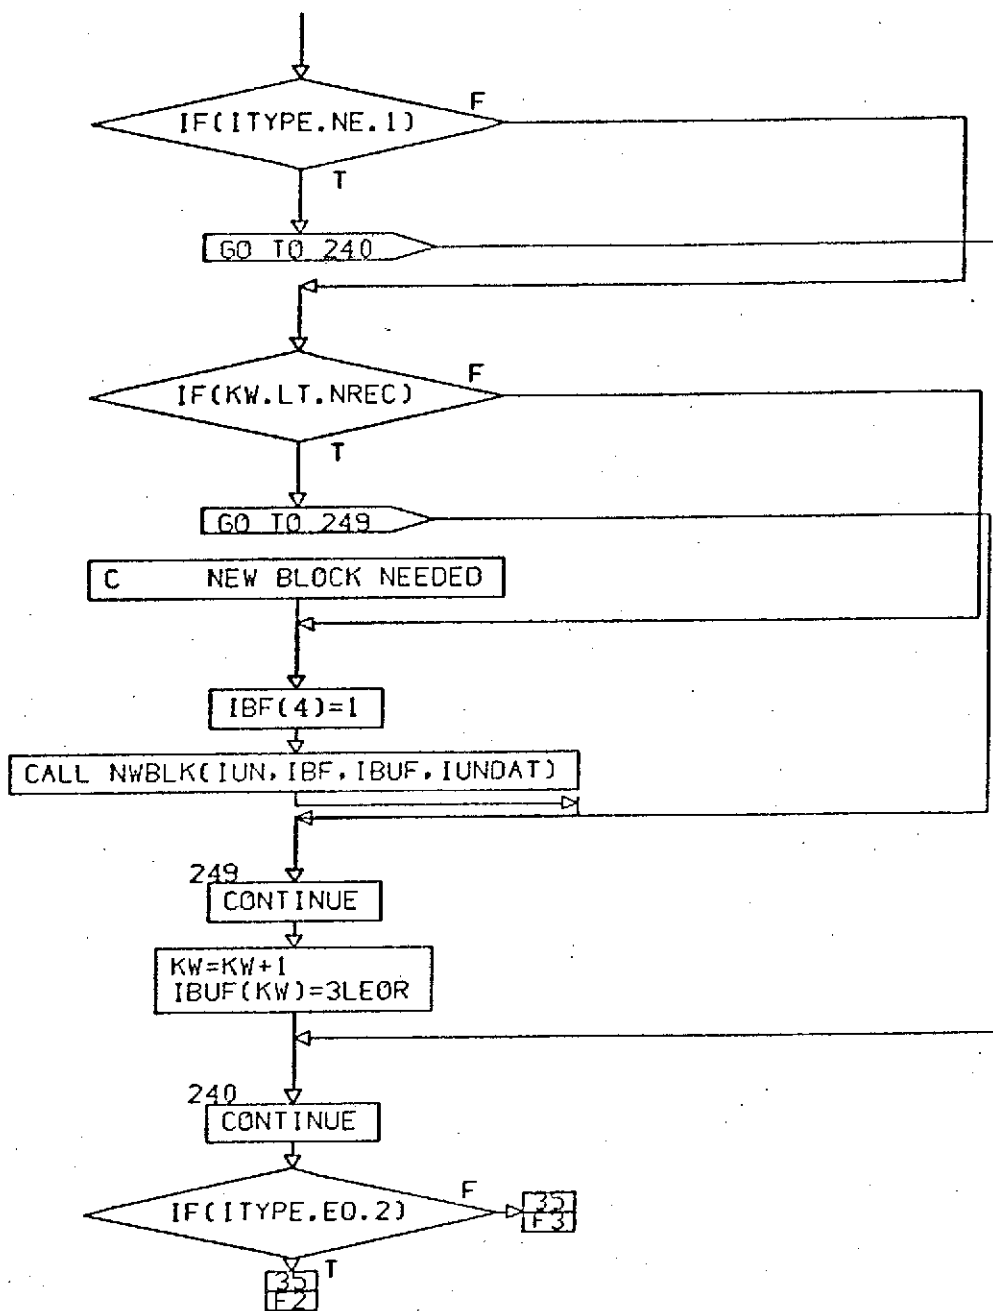 IF(ITYPE.NE.1)
F
T
GO TO 240
IF(KW.LT.NREC)
F
T
GO TO 249
C NEW BLOCK NEEDED
IBF(4)=1
CALL NWBLK(IUN,IBF,IBUF,IUNDAT)
249
CONTINUE
KW=KW+1
IBUF(KW)=3LEOR
240
CONTINUE
IF(ITYPE.EQ.2)
F
35
F3
T
35
F2